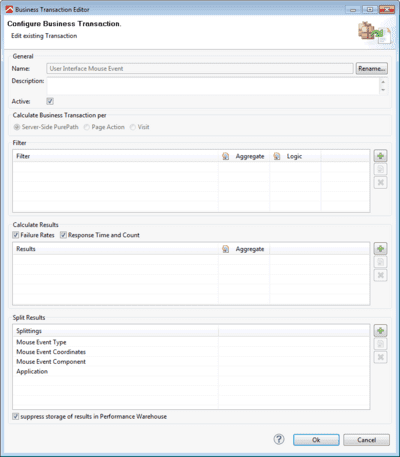 Business Transaction Editor
Configure Business Transaction.
Edit existing Transaction
General
Name: User Interface Mouse Event Rename...
Description:
Active:
Calculate Business Transaction per
Server-Side PurePath Page Action Visit
Filter
Filter Aggregate Logic
Calculate Results
Failure Rates Response Time and Count
Results Aggregate
Split Results
Splittings
Mouse Event Type
Mouse Event Coordinates
Mouse Event Component
Application
suppress storage of results in Performance Warehouse
? Ok Cancel